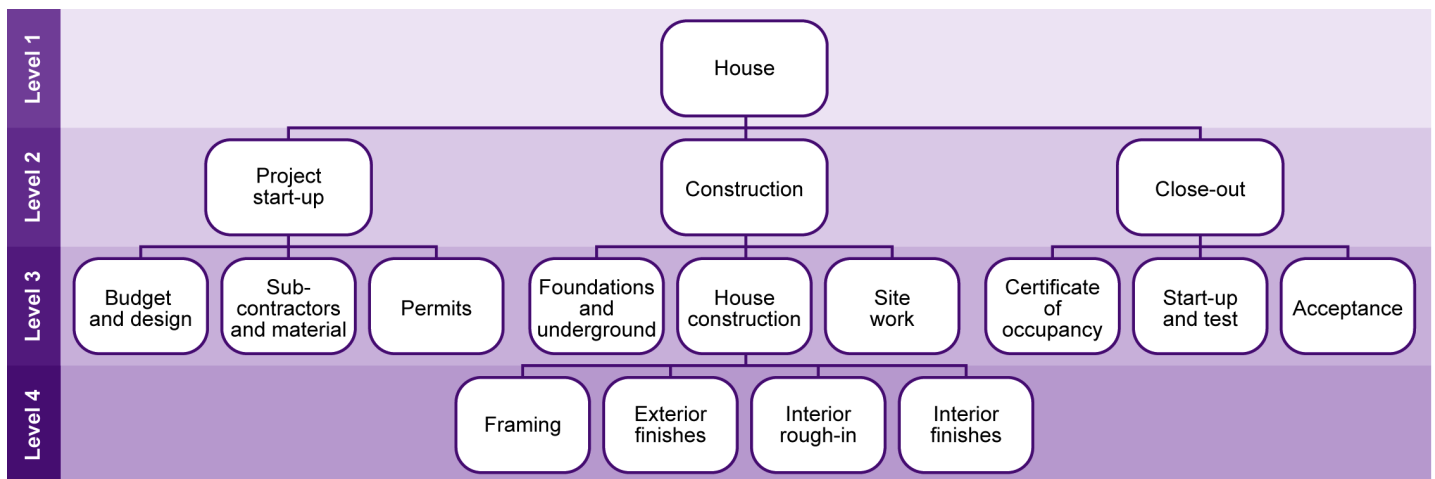 Level 1
House
Level 2
Project
start-up
Construction
Close-out
Level 3
Budget
and design
Sub-
contractors
and material
Permits
Foundations
and
underground
House
construction
Site
work
Certificate
of
occupancy
Start-up
and test
Acceptance
Level 4
Framing
Exterior
finishes
Interior
rough-in
Interior
finishes